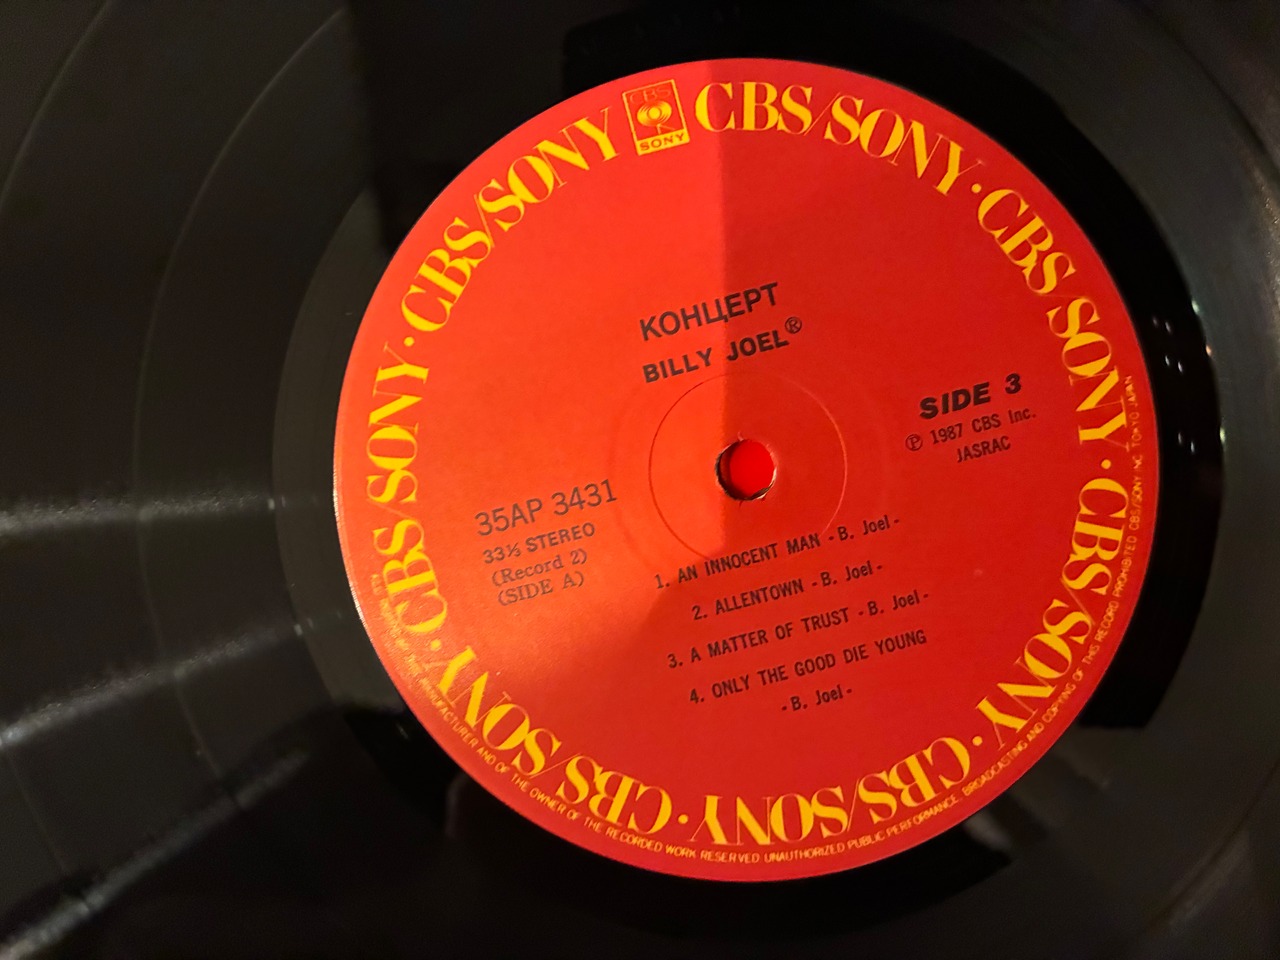 CBS
SONY
CBS/SONY · CBS/SONY · CBS/SONY · CBS/SONY · CBS/SONY · CBS/SONY · CBS/SONY · CBS/SONY
КОНЦЕРТ
BILLY JOEL®
SIDE 3
℗ 1987 CBS Inc.
JASRAC
35AP 3431
33⅓ STEREO
(Record 2)
(SIDE A)
1. AN INNOCENT MAN - B. Joel -
2. ALLENTOWN - B. Joel -
3. A MATTER OF TRUST - B. Joel -
4. ONLY THE GOOD DIE YOUNG
- B. Joel -
MANUFACTURER AND OF THE OWNER OF THE RECORDED WORK RESERVED UNAUTHORIZED PUBLIC PERFORMANCE, BROADCASTING AND COPYING OF THIS RECORD PROHIBITED CBS/SONY INC. TOKYO JAPAN